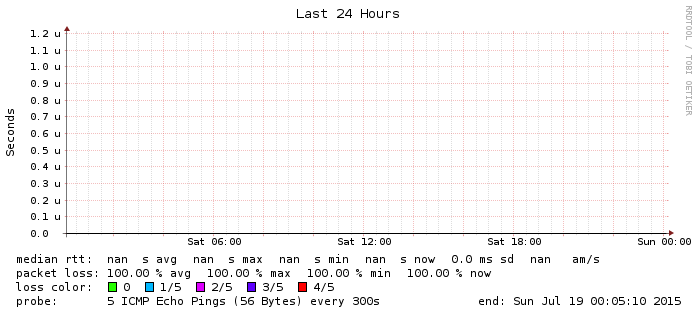 Last 24 Hours
RRDTOOL / TOBI OETIKER
Seconds
1.2 u
1.1 u
1.0 u
0.9 u
0.8 u
0.7 u
0.6 u
0.5 u
0.4 u
0.3 u
0.2 u
0.1 u
0.0
Sat 06:00 Sat 12:00 Sat 18:00 Sun 00:00
median rtt: nan s avg nan s max nan s min nan s now 0.0 ms sd nan am/s
packet loss: 100.00 % avg 100.00 % max 100.00 % min 100.00 % now
loss color: 0 1/5 2/5 3/5 4/5
probe: 5 ICMP Echo Pings (56 Bytes) every 300s end: Sun Jul 19 00:05:10 2015